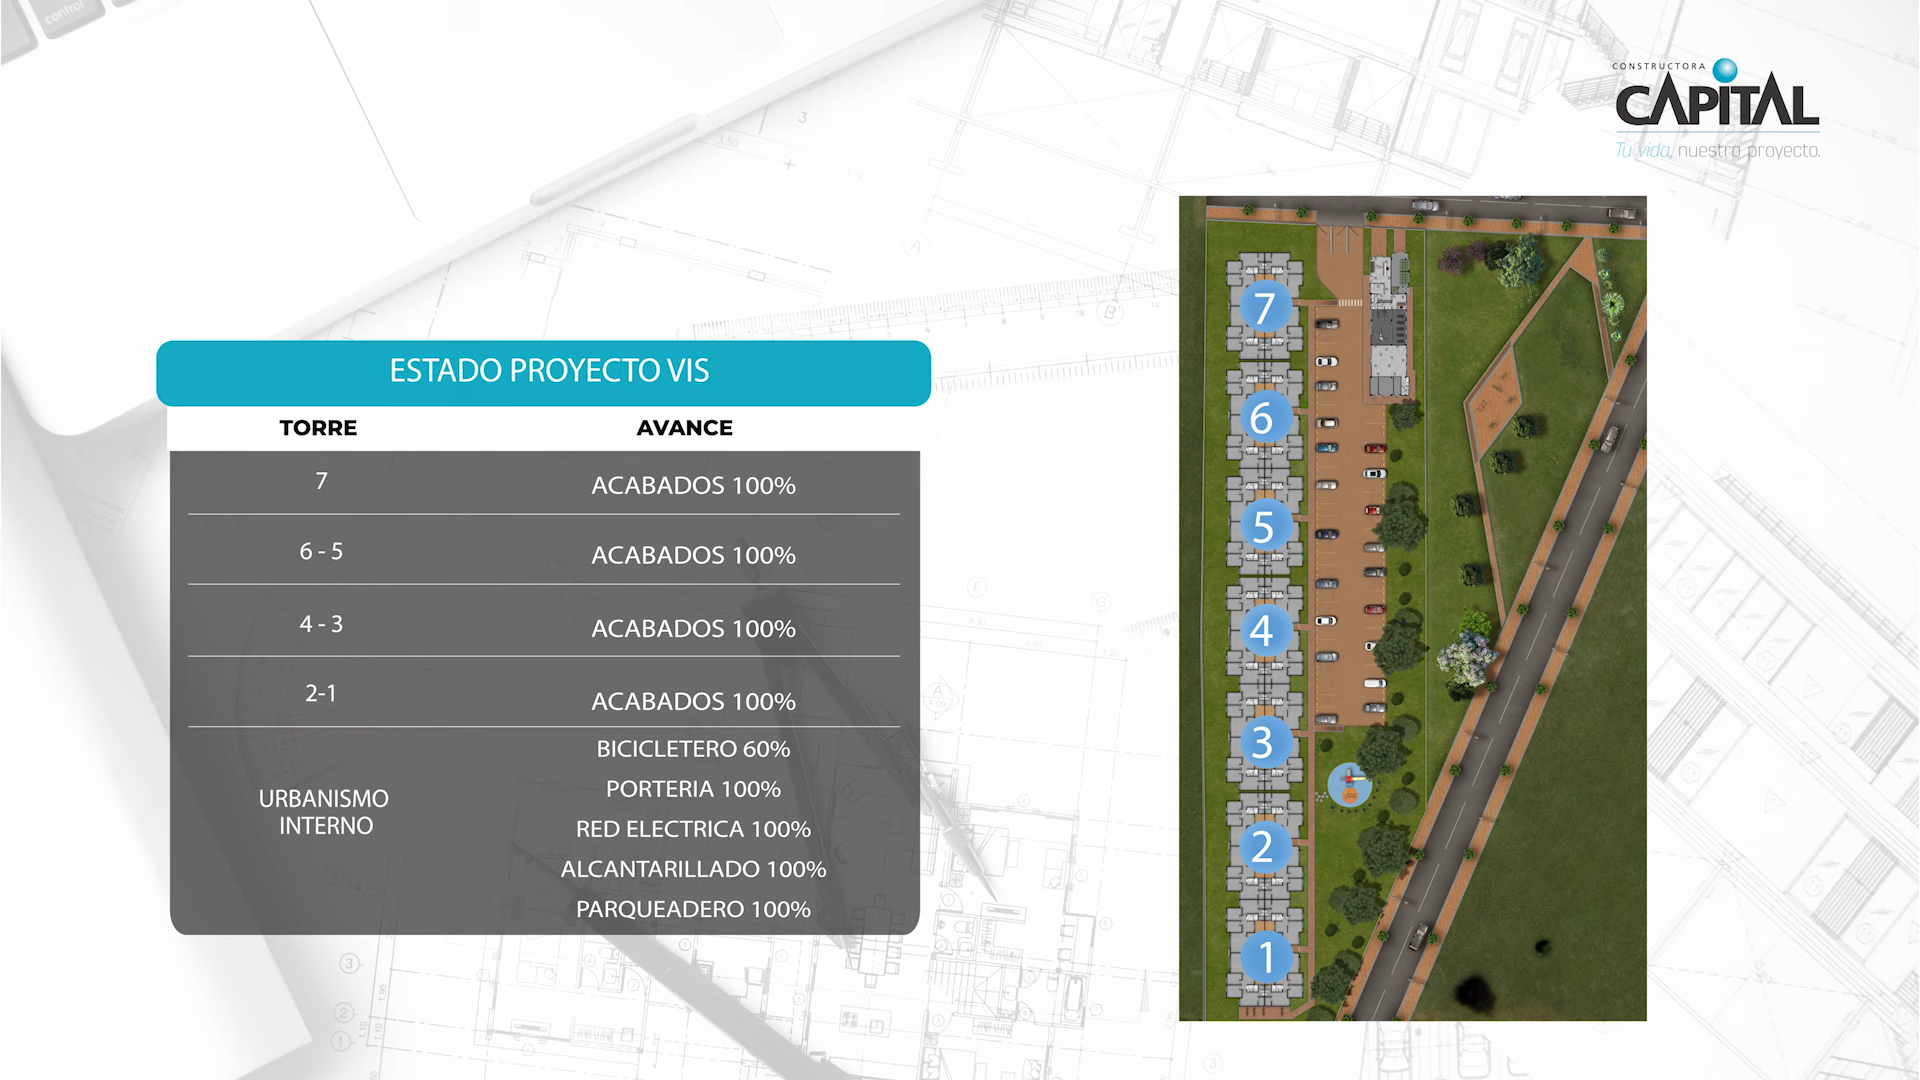 control
CONSTRUCTORA
CAPITAL
Tu vida, nuestro proyecto.
ESTADO PROYECTO VIS
TORRE AVANCE
7 ACABADOS 100%
6 - 5 ACABADOS 100%
4 - 3 ACABADOS 100%
2-1 ACABADOS 100%
URBANISMO
INTERNO
BICICLETERO 60%
PORTERIA 100%
RED ELECTRICA 100%
ALCANTARILLADO 100%
PARQUEADERO 100%
7
6
5
4
3
2
1